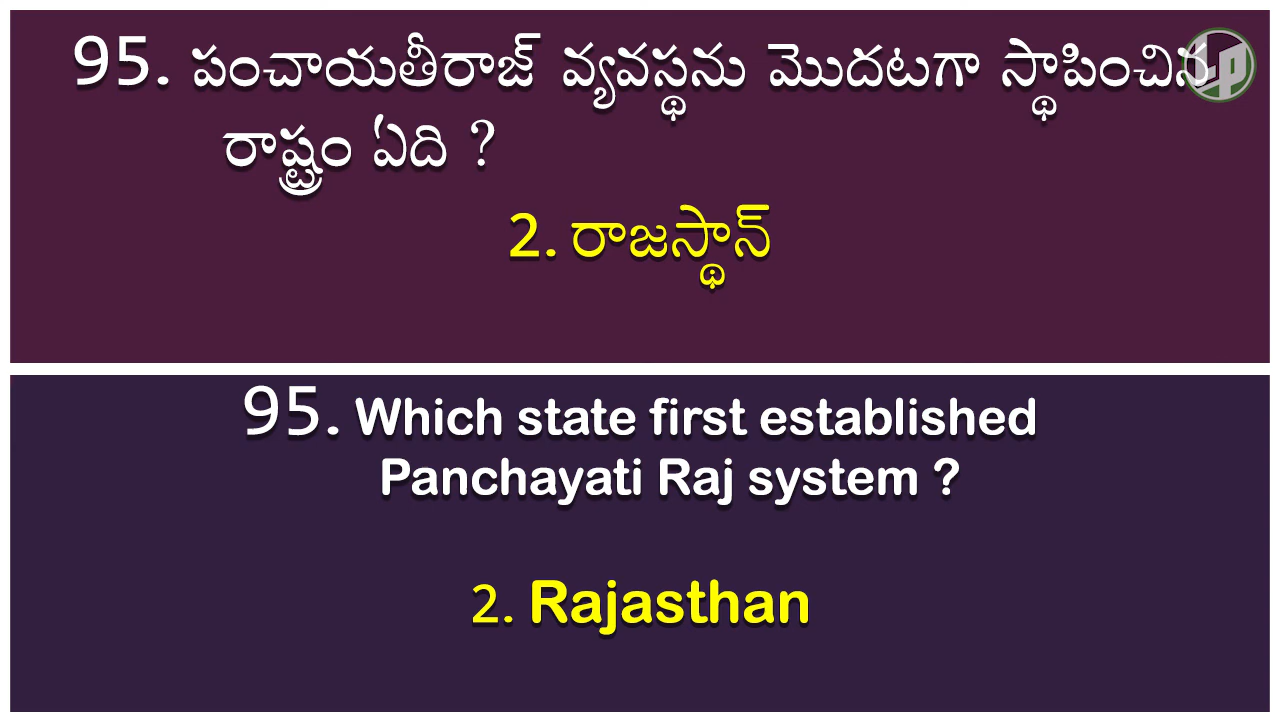 95. పంచాయతీరాజ్ వ్యవస్థను మొదటగా స్థాపించిన
రాష్ట్రం ఏది ?
2. రాజస్థాన్
95. Which state first established
Panchayati Raj system ?
2. Rajasthan